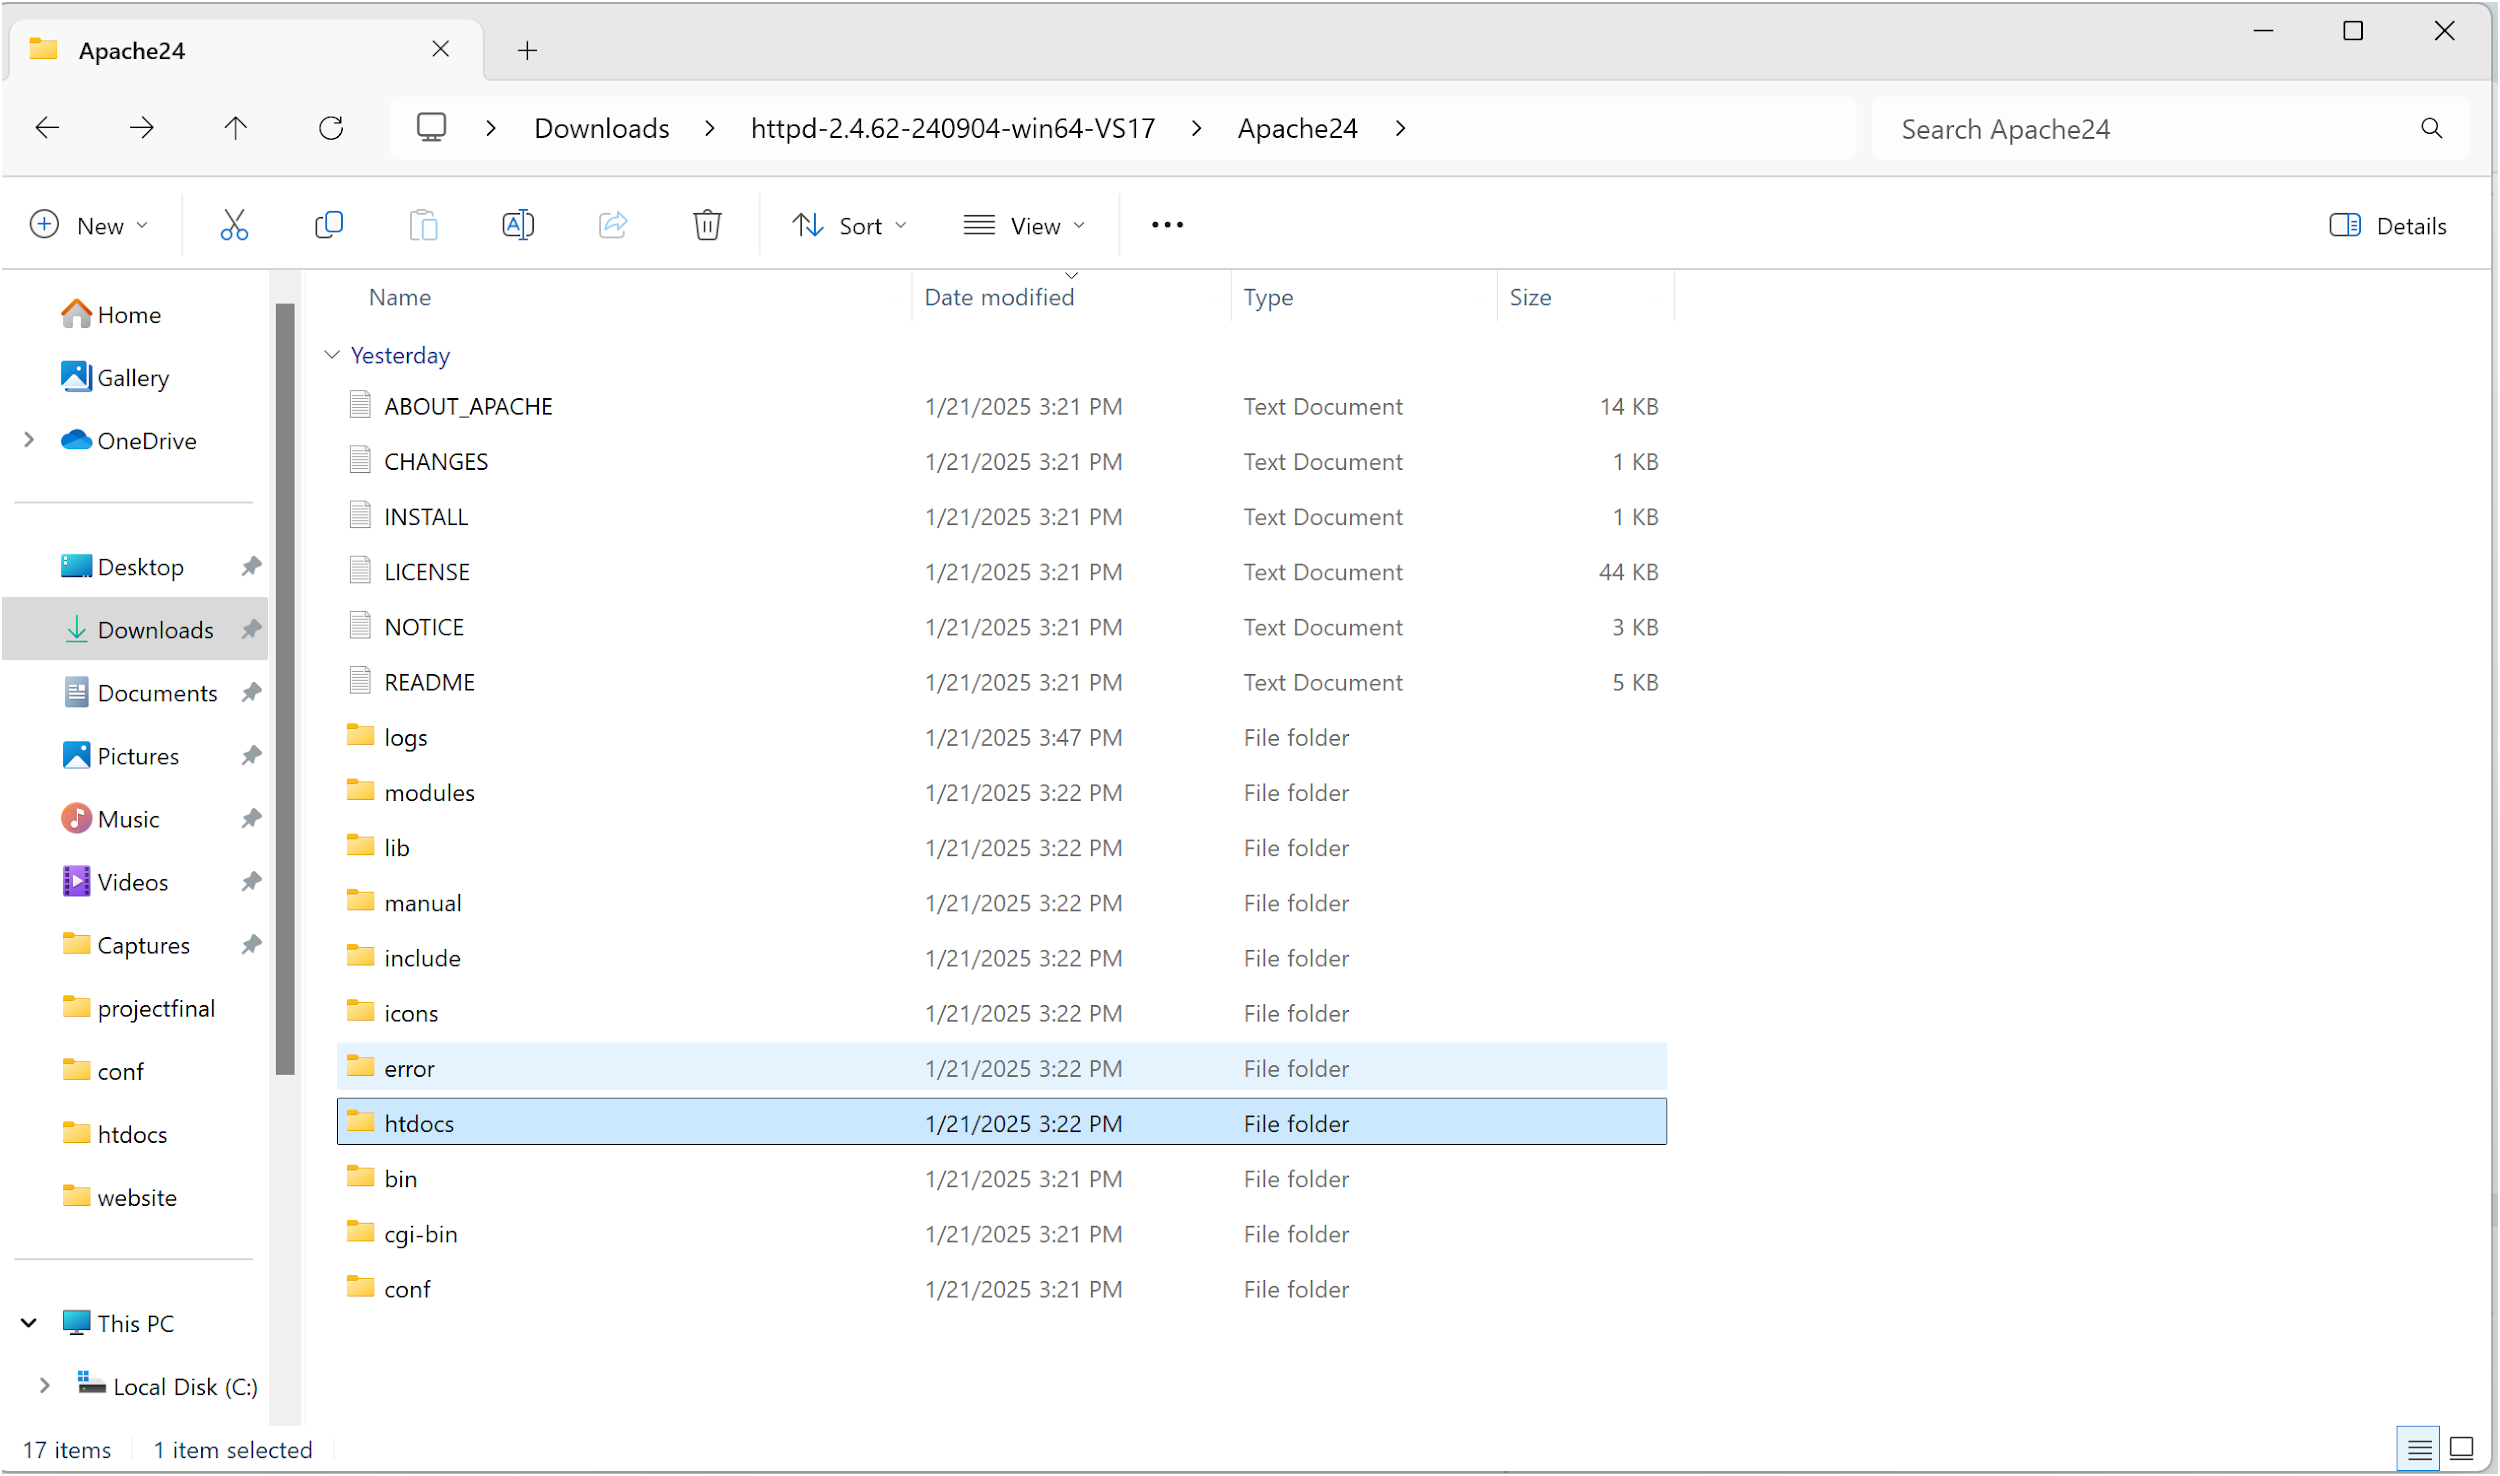 Apache24
Downloads httpd-2.4.62-240904-win64-VS17 Apache24 Search Apache24
New Sort View Details
Name Date modified Type Size
Home
Gallery
OneDrive
Desktop
Downloads
Documents
Pictures
Music
Videos
Captures
projectfinal
conf
htdocs
website
This PC
Local Disk (C:)
Yesterday
ABOUT_APACHE 1/21/2025 3:21 PM Text Document 14 KB
CHANGES 1/21/2025 3:21 PM Text Document 1 KB
INSTALL 1/21/2025 3:21 PM Text Document 1 KB
LICENSE 1/21/2025 3:21 PM Text Document 44 KB
NOTICE 1/21/2025 3:21 PM Text Document 3 KB
README 1/21/2025 3:21 PM Text Document 5 KB
logs 1/21/2025 3:47 PM File folder
modules 1/21/2025 3:22 PM File folder
lib 1/21/2025 3:22 PM File folder
manual 1/21/2025 3:22 PM File folder
include 1/21/2025 3:22 PM File folder
icons 1/21/2025 3:22 PM File folder
error 1/21/2025 3:22 PM File folder
htdocs 1/21/2025 3:22 PM File folder
bin 1/21/2025 3:21 PM File folder
cgi-bin 1/21/2025 3:21 PM File folder
conf 1/21/2025 3:21 PM File folder
17 items 1 item selected